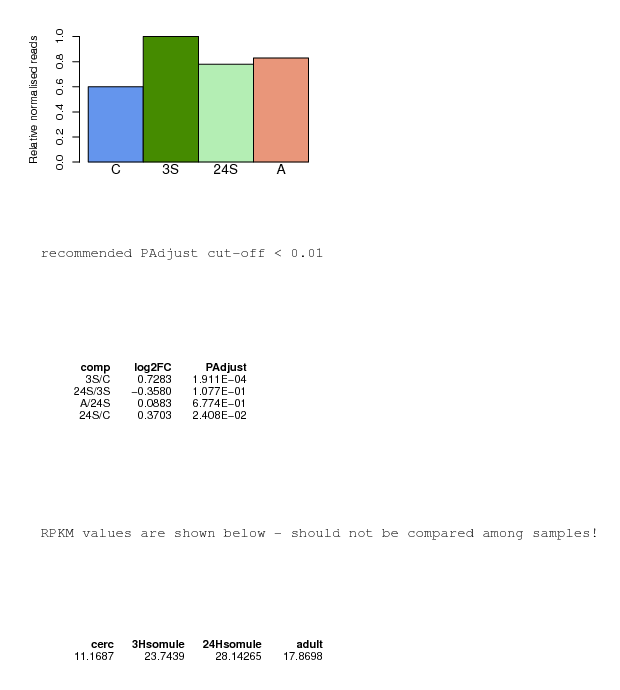 Relative normalised reads
1.0
0.8
0.6
0.4
0.2
0.0
C 3S 24S A
recommended PAdjust cut-off < 0.01
comp log2FC PAdjust
3S/C 0.7283 1.911E−04
24S/3S −0.3580 1.077E−01
A/24S 0.0883 6.774E−01
24S/C 0.3703 2.408E−02
RPKM values are shown below - should not be compared among samples!
cerc 3Hsomule 24Hsomule adult
11.1687 23.7439 28.14265 17.8698